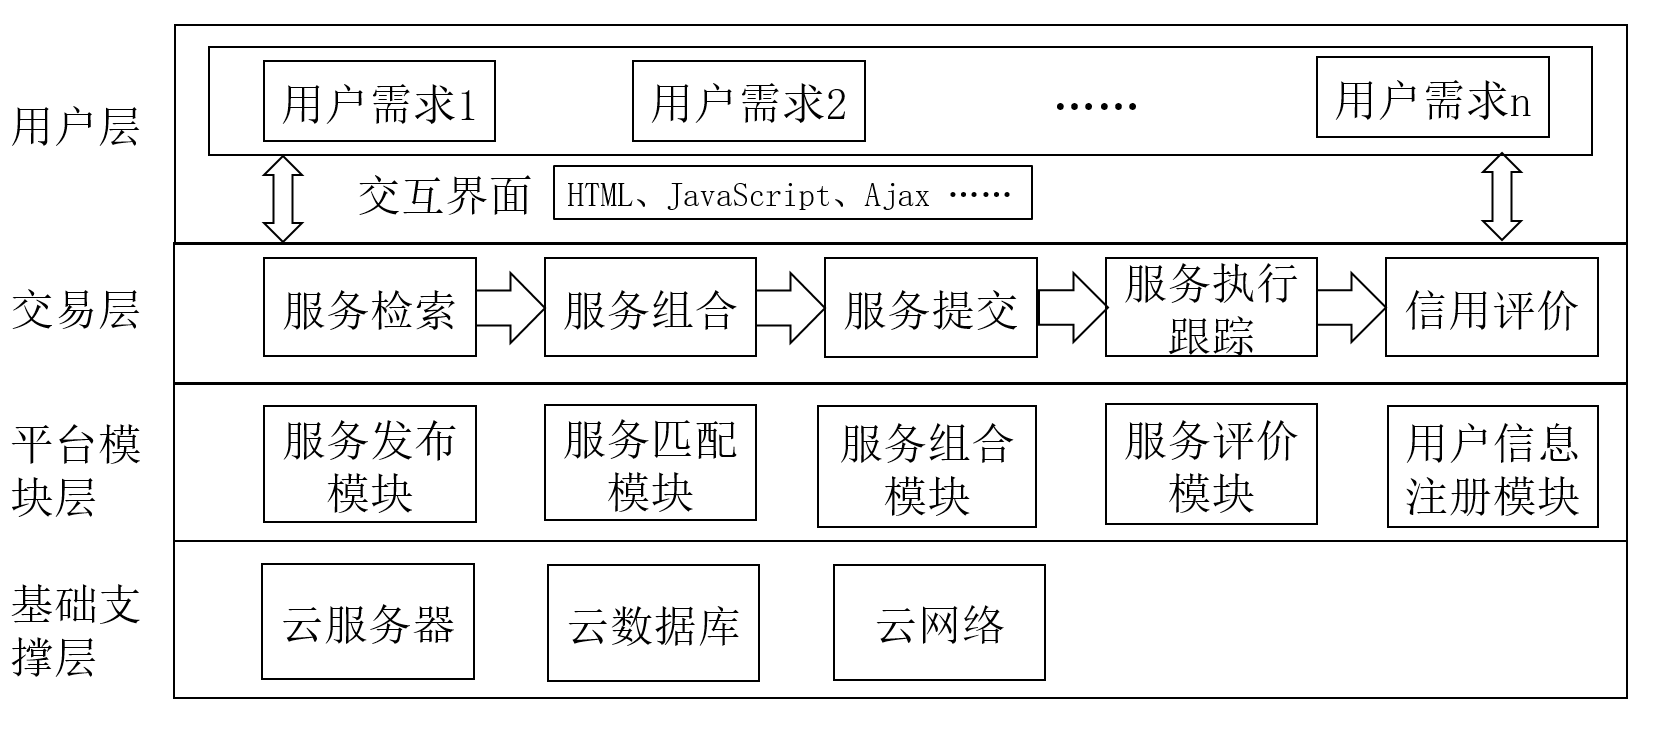 用户层
用户需求1
用户需求2
……
用户需求n
交互界面
HTML、JavaScript、Ajax ……
交易层
服务检索
服务组合
服务提交
服务执行
跟踪
信用评价
平台模
块层
服务发布
模块
服务匹配
模块
服务组合
模块
服务评价
模块
用户信息
注册模块
基础支
撑层
云服务器
云数据库
云网络